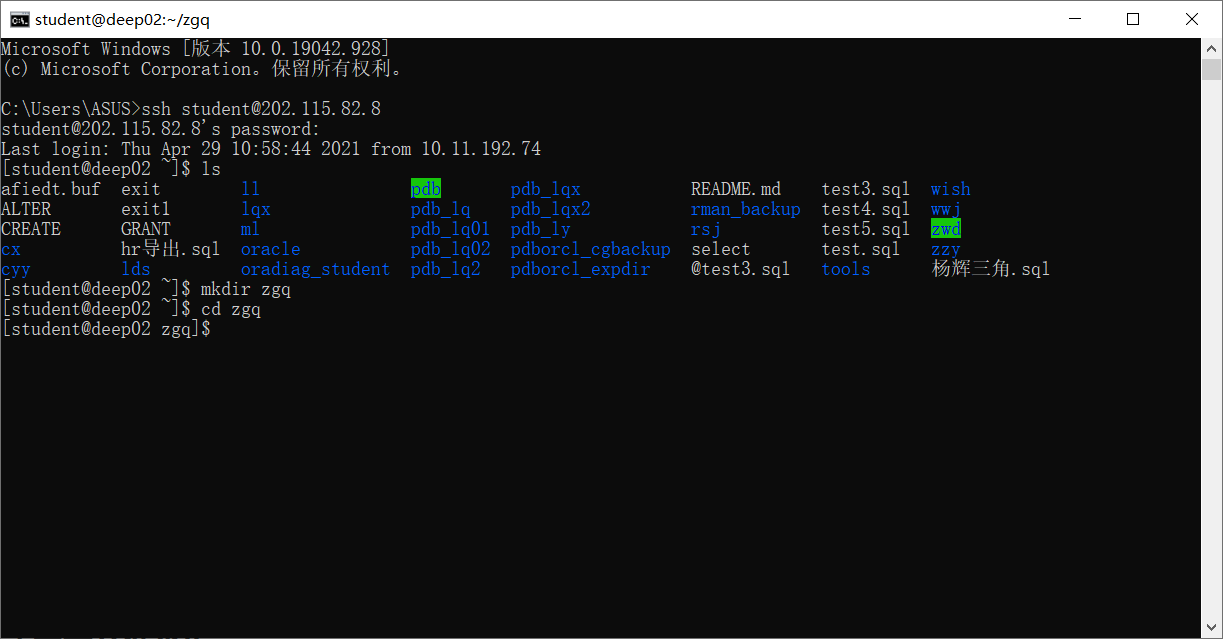 student@deep02:~/zgq
Microsoft Windows [版本 10.0.19042.928]
(c) Microsoft Corporation。保留所有权利。
C:\Users\ASUS>ssh student@202.115.82.8
student@202.115.82.8's password:
Last login: Thu Apr 29 10:58:44 2021 from 10.11.192.74
[student@deep02 ~]$ ls
afiedt.buf exit ll pdb pdb_lqx README.md test3.sql wish
ALTER exit1 lqx pdb_lq pdb_lqx2 rman_backup test4.sql wwj
CREATE GRANT ml pdb_lq01 pdb_ly rsj test5.sql zwd
cx hr导出.sql oracle pdb_lq02 pdborcl_cgbackup select test.sql zzy
cyy lds oradiag_student pdb_lq2 pdborcl_expdir @test3.sql tools 杨辉三角.sql
[student@deep02 ~]$ mkdir zgq
[student@deep02 ~]$ cd zgq
[student@deep02 zgq]$